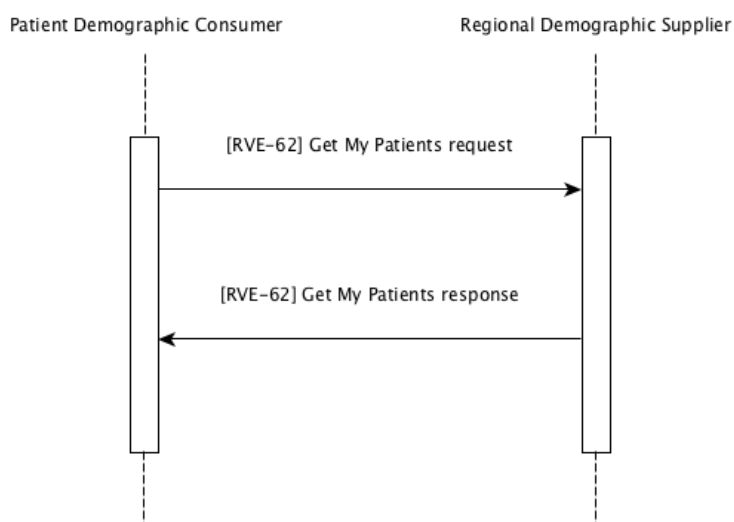 Patient Demographic Consumer
Regional Demographic Supplier
[RVE-62] Get My Patients request
[RVE-62] Get My Patients response